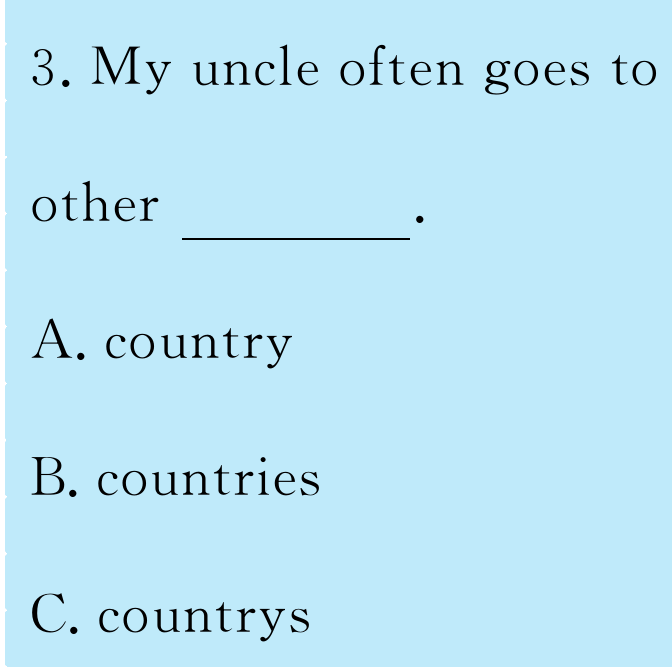 3. My uncle often goes to
other ________.
A. country
B. countries
C. countrys